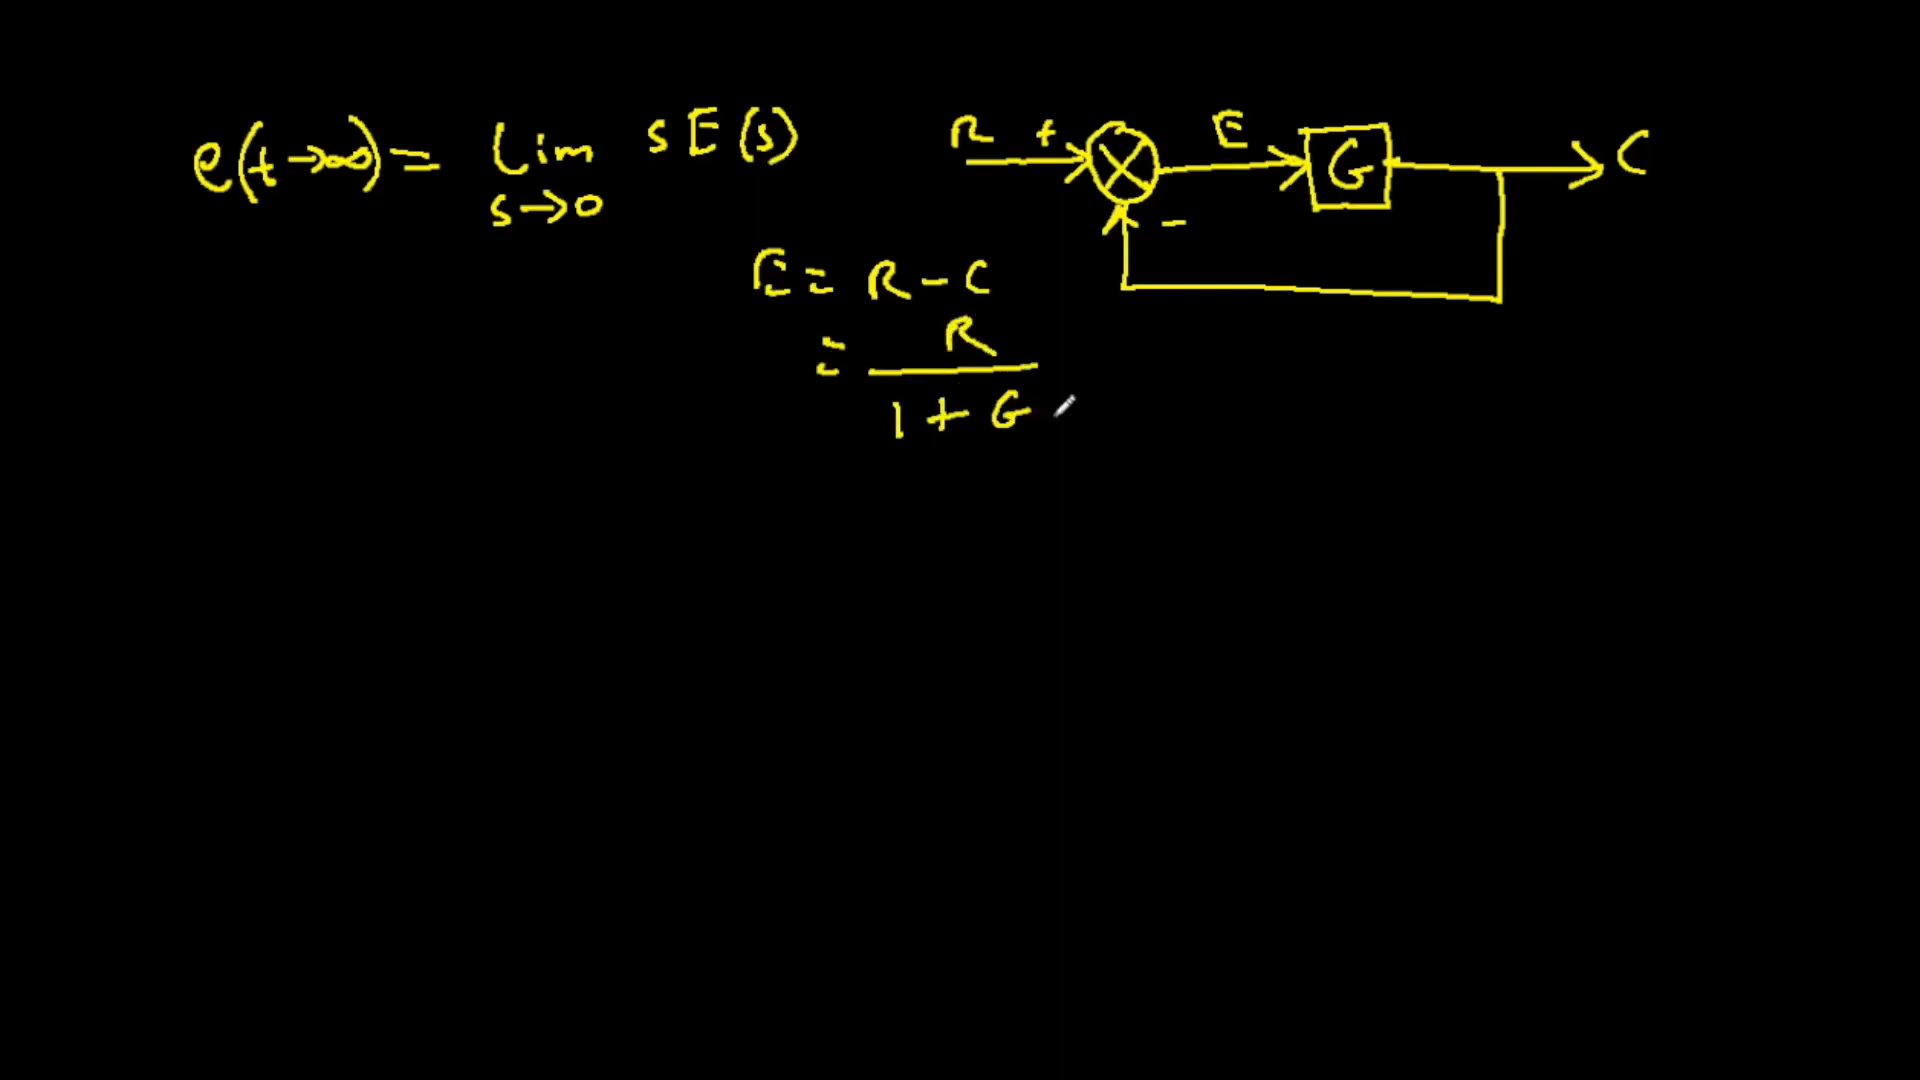 e(t→∞) = Lim sE(s)
s→0
R + E G C
-
E = R - C
= R
1 + G